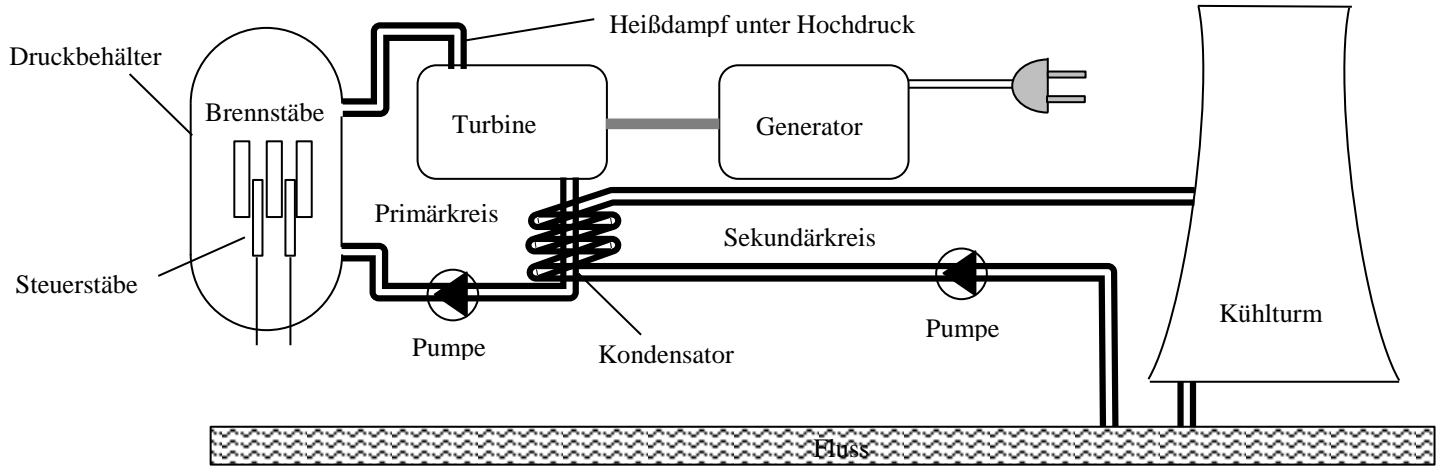 Heißdampf unter Hochdruck
Druckbehälter
Brennstäbe
Turbine
Generator
Primärkreis
Sekundärkreis
Steuerstäbe
Kühlturm
Pumpe
Pumpe
Kondensator
Fluss